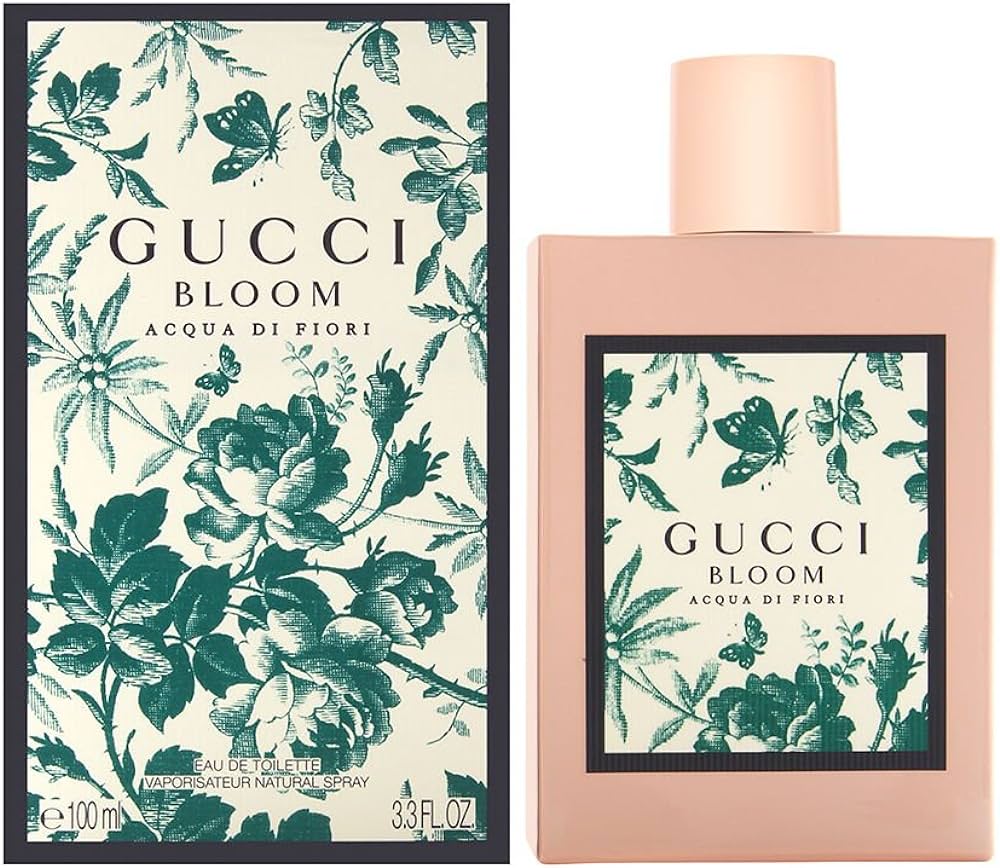 GUCCI
BLOOM
ACQUA DI FIORI
EAU DE TOILETTE
VAPORISATEUR NATURAL SPRAY
℮100 ml 3.3 FL.OZ.
GUCCI
BLOOM
ACQUA DI FIORI